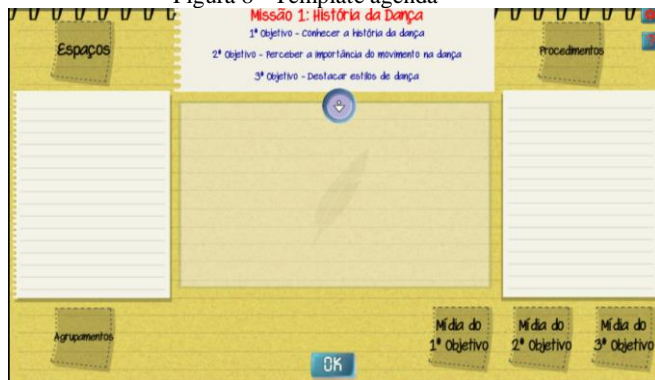 Figura 8 – Template agenda
Missão 1: História da Dança
1º Objetivo - Conhecer a história da dança
2º Objetivo - Perceber a importância do movimento na dança
3º Objetivo - Destacar estilos de dança
Espaços
Procedimentos
Agrupamentos
Mídia do
1º Objetivo
Mídia do
2º Objetivo
Mídia do
3º Objetivo
OK